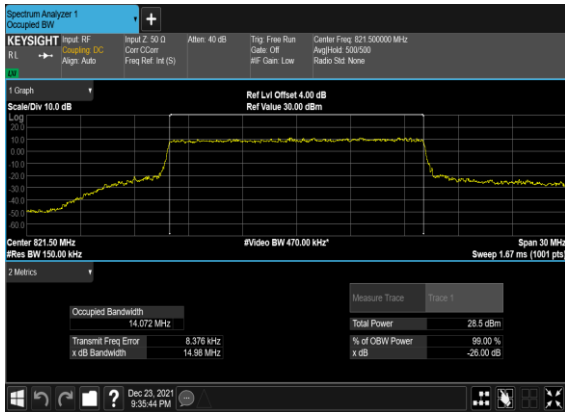 Spectrum Analyzer 1
Occupied BW
+
KEYSIGHT
RL
Input: RF
Coupling: DC
Align: Auto
Input Z: 50 Ω
Corr CCorr
Freq Ref: Int (S)
Atten: 40 dB
Trig: Free Run
Gate: Off
#IF Gain: Low
Center Freq: 821.500000 MHz
Avg|Hold: 500/500
Radio Std: None
1 Graph
Scale/Div 10.0 dB
Ref Lvl Offset 4.00 dB
Ref Value 30.00 dBm
Log
20.0
10.0
0.00
-10.0
-20.0
-30.0
-40.0
-50.0
-60.0
Center 821.50 MHz
#Res BW 150.00 kHz
#Video BW 470.00 kHz*
Span 30 MHz
Sweep 1.67 ms (1001 pts)
2 Metrics
Measure Trace Trace 1
Occupied Bandwidth
14.072 MHz
Total Power 28.5 dBm
Transmit Freq Error 8.376 kHz
% of OBW Power 99.00 %
x dB Bandwidth 14.98 MHz
x dB -26.00 dB
?
Dec 23, 2021
9:35:44 PM